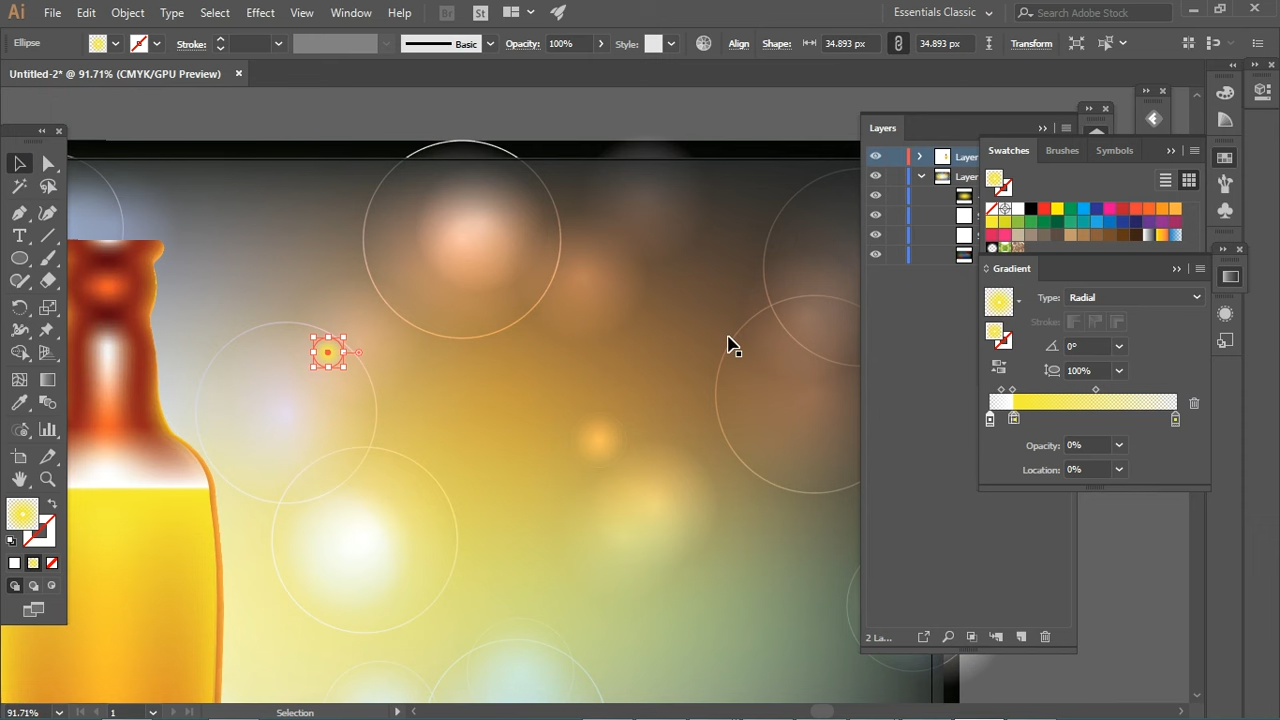 Ai File Edit Object Type Select Effect View Window Help Br St Essentials Classic Search Adobe Stock
Ellipse Stroke: Basic Opacity: 100% Style: Align Shape: 34.893 px 34.893 px Transform
Untitled-2* @ 91.71% (CMYK/GPU Preview) ×
Layers
Layer
Layer
Swatches Brushes Symbols
Gradient
Type: Radial
Stroke:
0°
100%
Opacity: 0%
Location: 0%
2 La...
91.71% 1 Selection